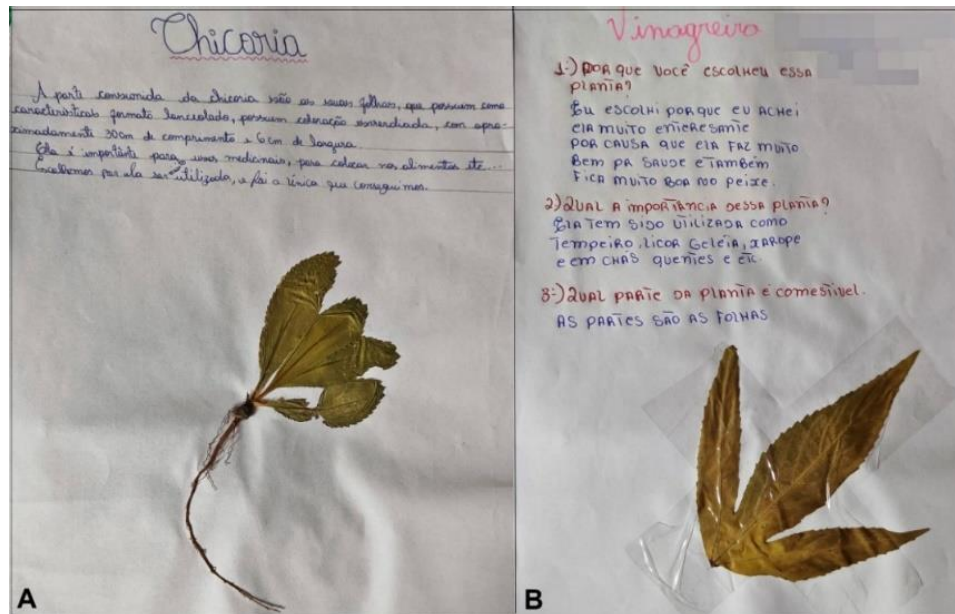 Chicoria
A parte consumida da chicoria são as suas folhas, que possuem como
características formato lanceolado, possuem coloração esverdiada, com apro-
ximadamente 30cm de comprimento e 6cm de largura.
Ela é importante para usos medicinais, para colocar nos alimentos etc...
Escolhemos por ela ser utilizada, e foi a única que conseguimos.
A
Vinagreira
1-) POR QUE VOCÊ ESCOLHEU ESSA
PLANTA?
EU ESCOLHI PORQUE EU ACHEI
ELA MUITO ENTERESANTE
POR CAUSA QUE ELA FAZ MUITO
BEM PA SAUDE E TAMBÉM
FICA MUITO BOA NO PEIXE.
2) QUAL A IMPORTÂNCIA DESSA PLANTA?
ELA TEM SIDO UTILIZADA COMO
TEMPEIRO, LICOR GELEIA, XAROPE
E EM CHAS QUENTES E ETC.
3-) QUAL PARTE DA PLANTA E COMESTIVEL.
AS PARTES SÃO AS FOLHAS
B